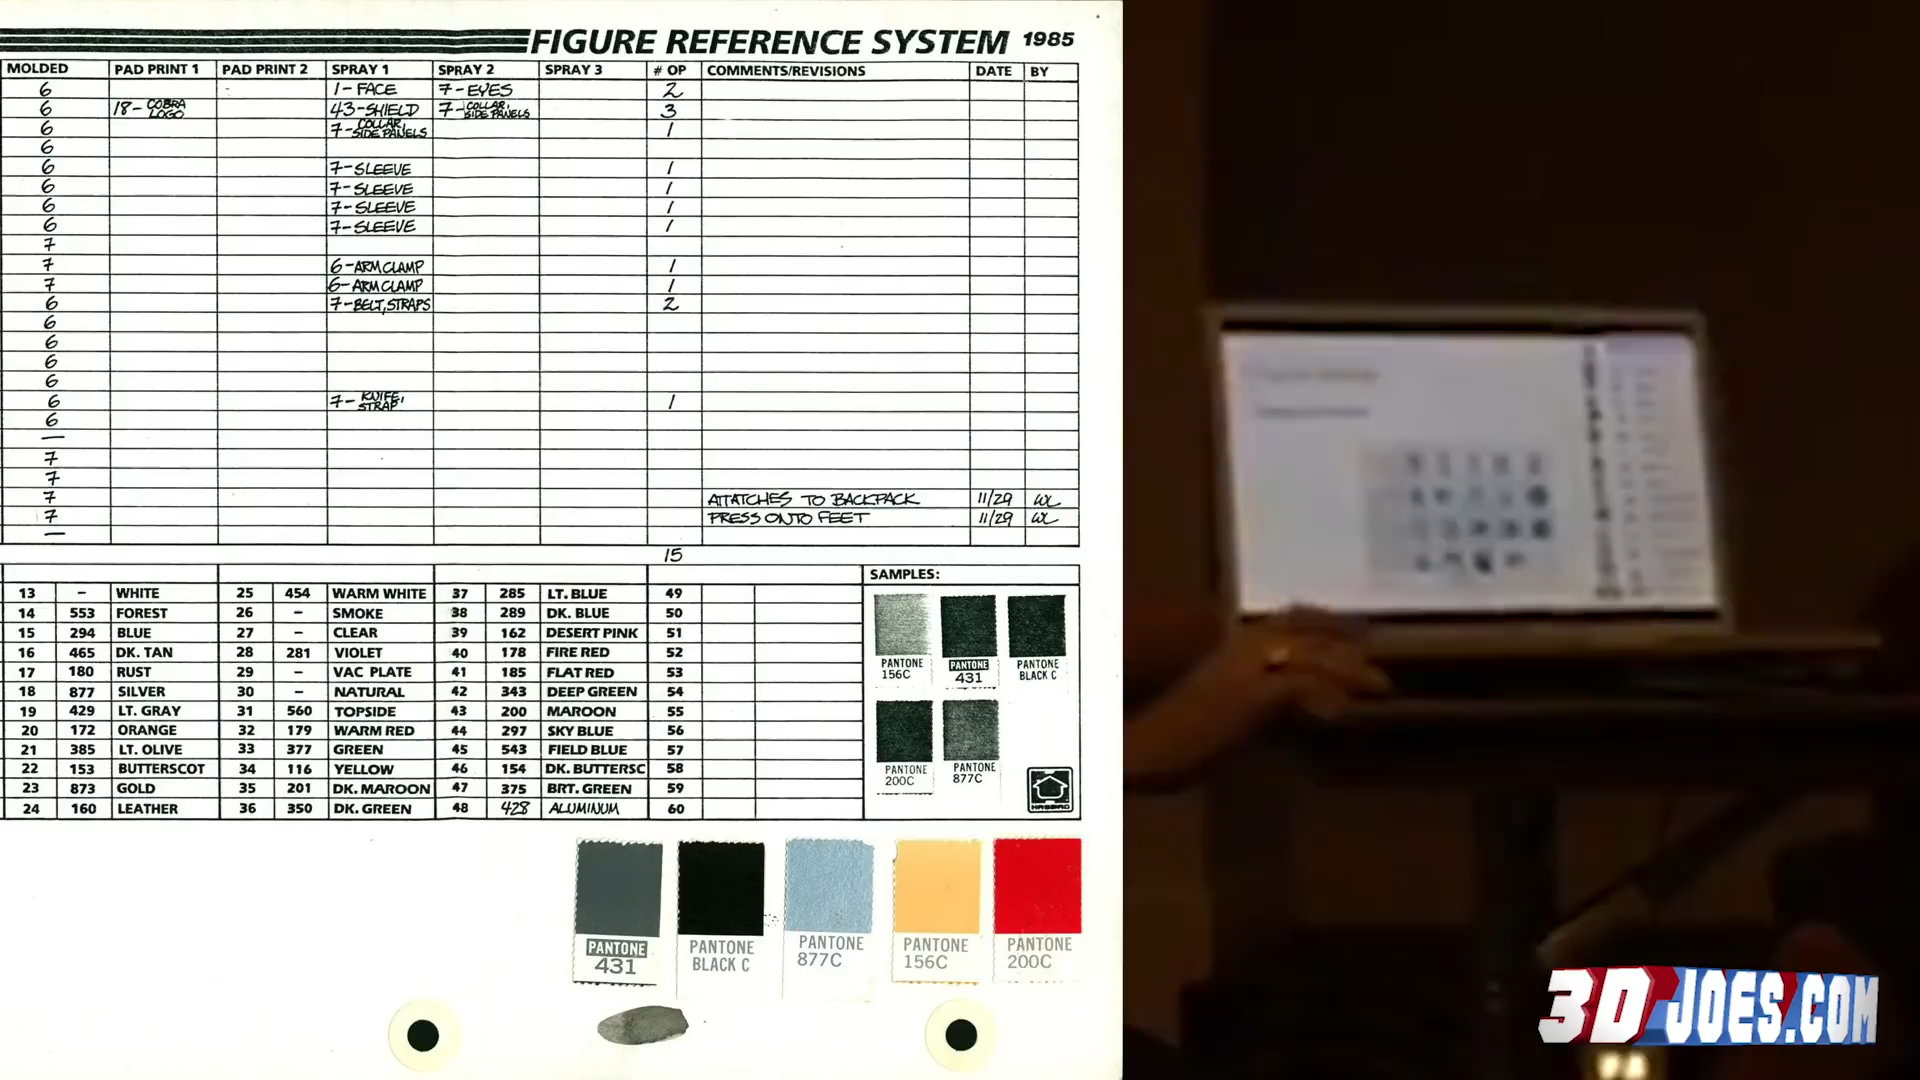 FIGURE REFERENCE SYSTEM 1985
MOLDED PAD PRINT 1 PAD PRINT 2 SPRAY 1 SPRAY 2 SPRAY 3 # OP COMMENTS/REVISIONS DATE BY
6 1-FACE 7-EYES 2
6 18-COBRA LOGO 43-SHIELD 7-COLLAR, SIDE PANELS 3
6 7-COLLAR, SIDE PANELS 1
6
6 7-SLEEVE 1
6 7-SLEEVE 1
6 7-SLEEVE 1
6 7-SLEEVE 1
7
7 6-ARM CLAMP 1
7 6-ARM CLAMP 1
6 7-BELT, STRAPS 2
6
6
6
6
6 7-KNIFE, STRAP 1
6
—
7
7
7 ATTATCHES TO BACKPACK 11/29 WL
7 PRESS ONTO FEET 11/29 WL
—
15
SAMPLES:
13 – WHITE 25 454 WARM WHITE 37 285 LT. BLUE 49
14 553 FOREST 26 – SMOKE 38 289 DK. BLUE 50
15 294 BLUE 27 – CLEAR 39 162 DESERT PINK 51
16 465 DK. TAN 28 281 VIOLET 40 178 FIRE RED 52
17 180 RUST 29 – VAC PLATE 41 185 FLAT RED 53
18 877 SILVER 30 – NATURAL 42 343 DEEP GREEN 54
19 429 LT. GRAY 31 560 TOPSIDE 43 200 MAROON 55
20 172 ORANGE 32 179 WARM RED 44 297 SKY BLUE 56
21 385 LT. OLIVE 33 377 GREEN 45 543 FIELD BLUE 57
22 153 BUTTERSCOT 34 116 YELLOW 46 154 DK. BUTTERSC 58
23 873 GOLD 35 201 DK. MAROON 47 375 BRT. GREEN 59
24 160 LEATHER 36 350 DK. GREEN 48 428 ALUMINUM 60
PANTONE 156C
PANTONE 431
PANTONE BLACK C
PANTONE 200C
PANTONE 877C
HASBRO
PANTONE 431
PANTONE BLACK C
PANTONE 877C
PANTONE 156C
PANTONE 200C
3DJOES.COM